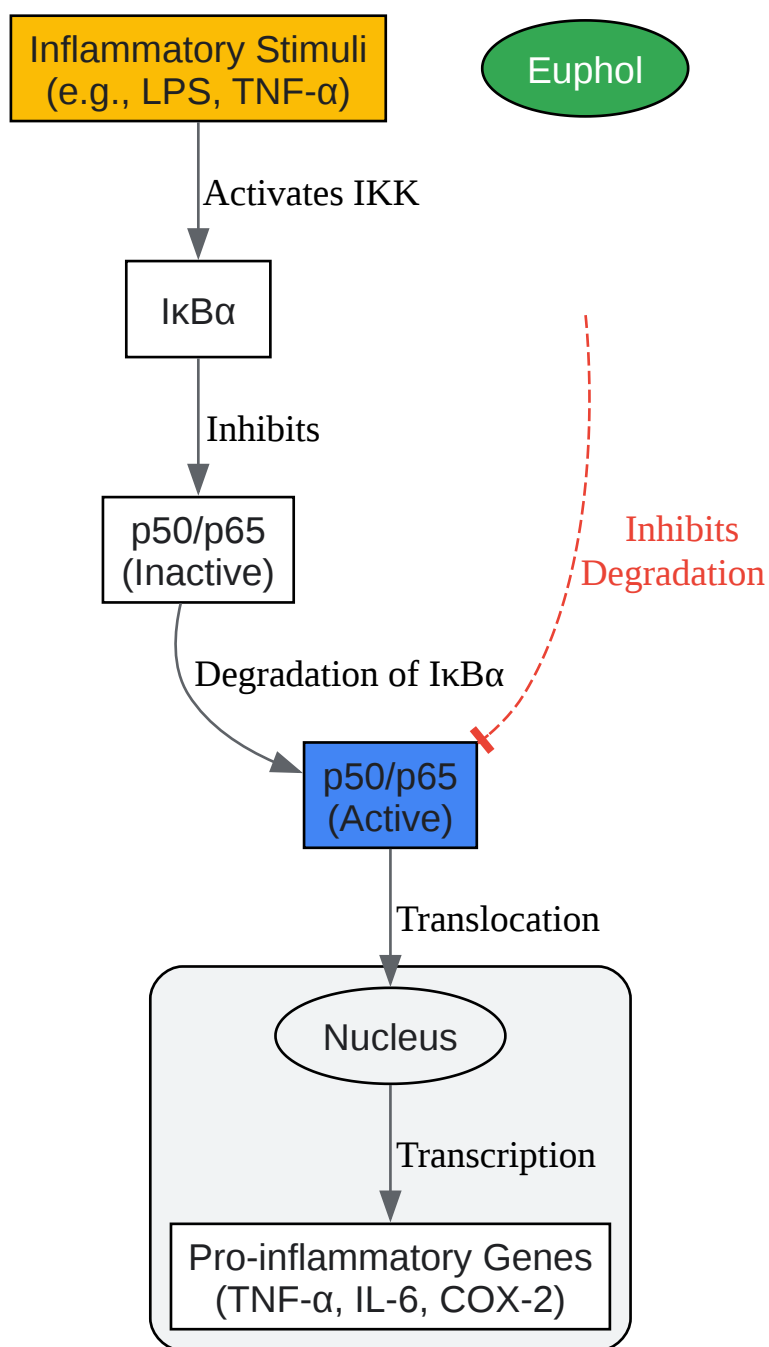 Inflammatory Stimuli
(e.g., LPS, TNF-α)
Euphol
Activates IKK
IκBα
Inhibits
p50/p65
(Inactive)
Inhibits
Degradation
Degradation of IκBα
p50/p65
(Active)
Translocation
Nucleus
Transcription
Pro-inflammatory Genes
(TNF-α, IL-6, COX-2)